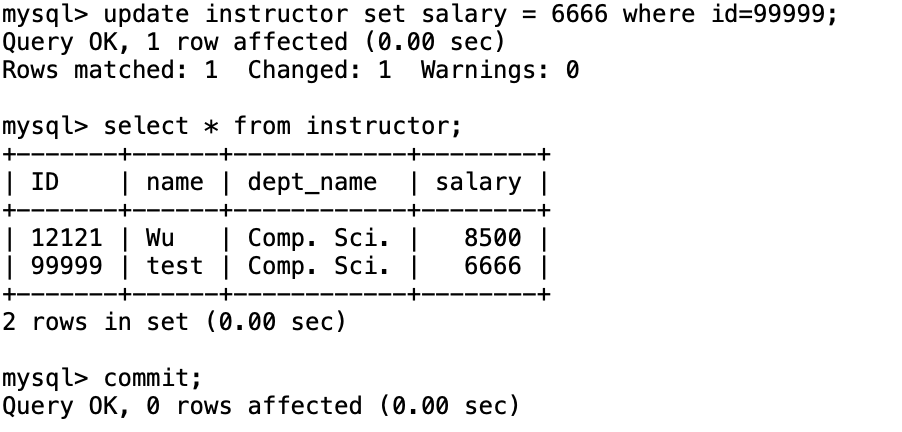 mysql> update instructor set salary = 6666 where id=99999;
Query OK, 1 row affected (0.00 sec)
Rows matched: 1  Changed: 1  Warnings: 0
mysql> select * from instructor;
+-------+------+------------+--------+
| ID    | name | dept_name  | salary |
+-------+------+------------+--------+
| 12121 | Wu   | Comp. Sci. |   8500 |
| 99999 | test | Comp. Sci. |   6666 |
+-------+------+------------+--------+
2 rows in set (0.00 sec)
mysql> commit;
Query OK, 0 rows affected (0.00 sec)